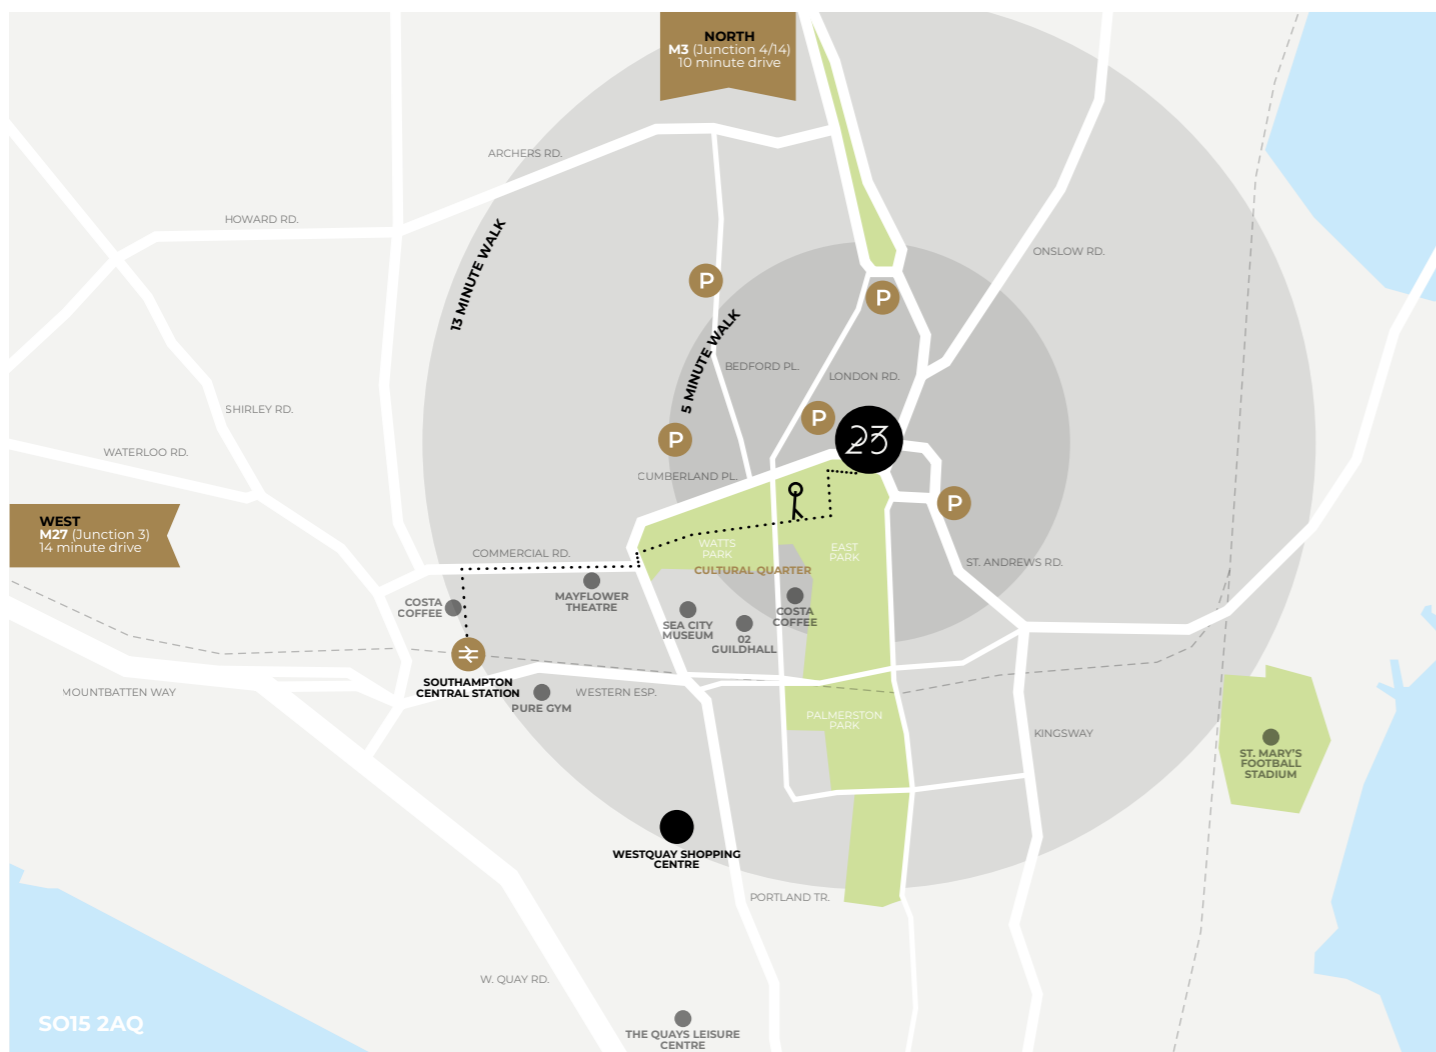 NORTH
M3 (Junction 4/14)
10 minute drive
ARCHERS RD.
HOWARD RD.
13 MINUTE WALK
ONSLOW RD.
P
P
5 MINUTE WALK
BEDFORD PL.
LONDON RD.
SHIRLEY RD.
P
23
P
WATERLOO RD.
CUMBERLAND PL.
P
WEST
M27 (Junction 3)
14 minute drive
COMMERCIAL RD.
WATTS
PARK
EAST
PARK
CULTURAL QUARTER
ST. ANDREWS RD.
COSTA
COFFEE
MAYFLOWER
THEATRE
SEA CITY
MUSEUM
02
GUILDHALL
COSTA
COFFEE
SOUTHAMPTON
CENTRAL STATION
MOUNTBATTEN WAY
PURE GYM
WESTERN ESP.
PALMERSTON
PARK
KINGSWAY
ST. MARY'S
FOOTBALL
STADIUM
WESTQUAY SHOPPING
CENTRE
PORTLAND TR.
W. QUAY RD.
SO15 2AQ
THE QUAYS LEISURE
CENTRE